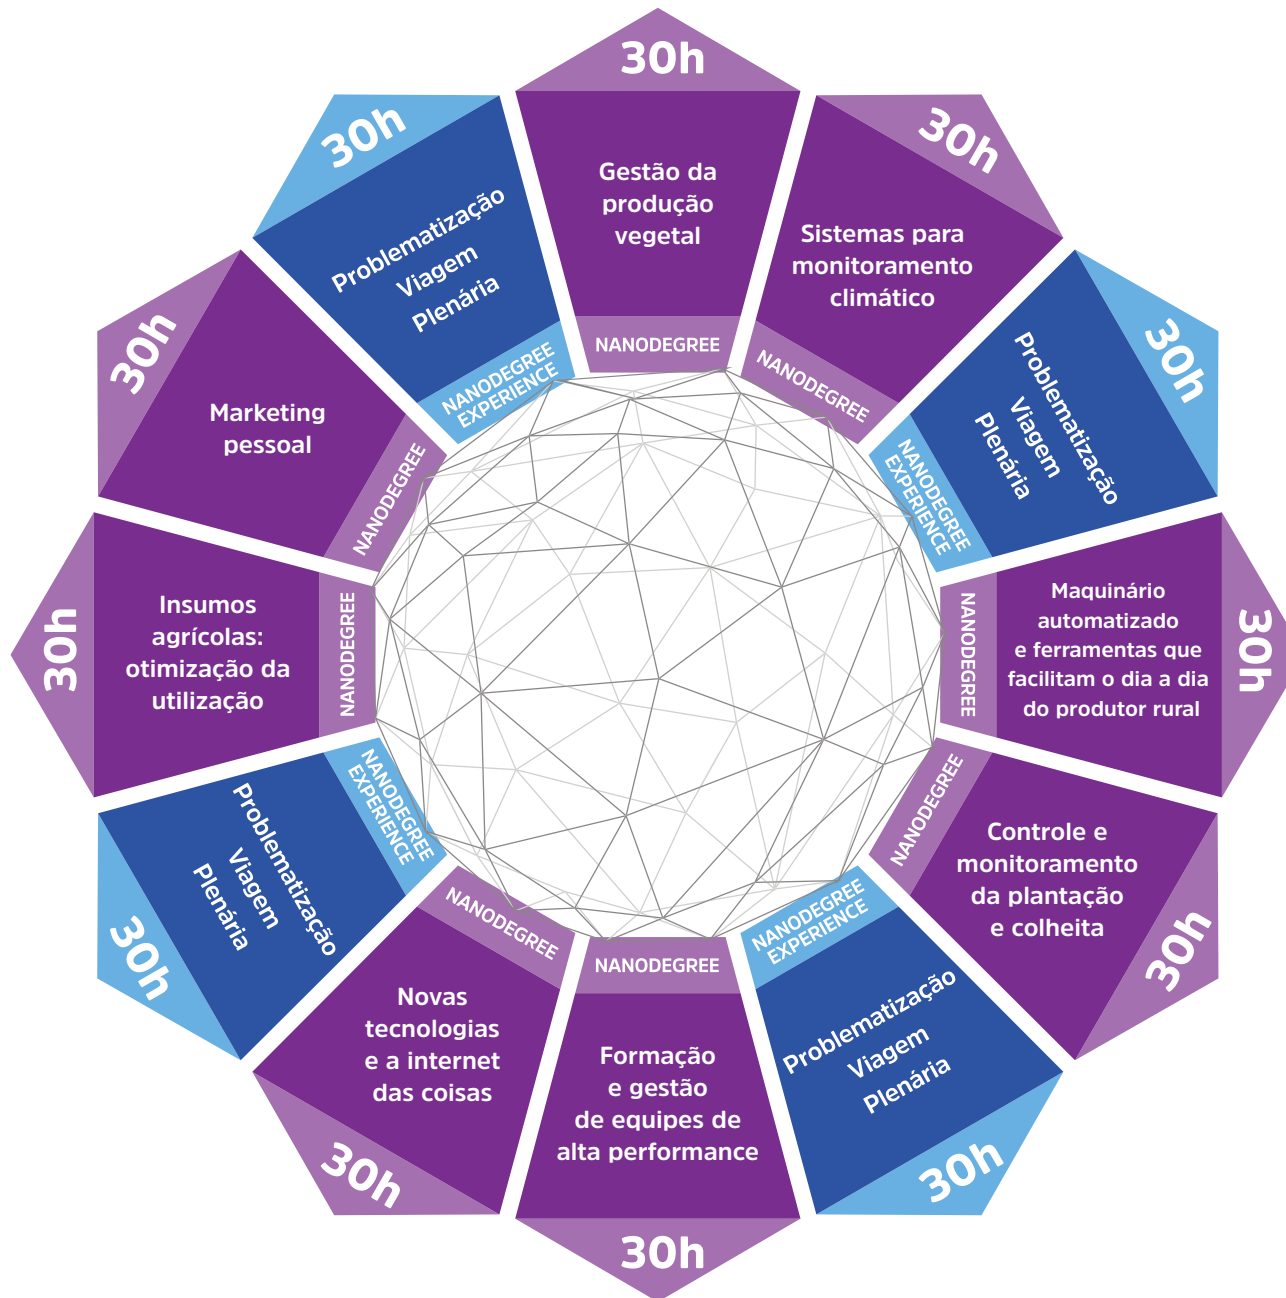 30h
Gestão da
produção
vegetal
NANODEGREE
30h
Sistemas para
monitoramento
climático
NANODEGREE
30h
Problematização
Viagem
Plenária
NANODEGREE
EXPERIENCE
30h
Maquinário
automatizado
e ferramentas que
facilitam o dia a dia
do produtor rural
NANODEGREE
30h
Controle e
monitoramento
da plantação
e colheita
NANODEGREE
30h
Problematização
Viagem
Plenária
NANODEGREE
EXPERIENCE
30h
Formação
e gestão
de equipes de
alta performance
NANODEGREE
30h
Novas
tecnologias
e a internet
das coisas
NANODEGREE
30h
Problematização
Viagem
Plenária
NANODEGREE
EXPERIENCE
30h
Insumos
agrícolas:
otimização da
utilização
NANODEGREE
30h
Marketing
pessoal
NANODEGREE
30h
Problematização
Viagem
Plenária
NANODEGREE
EXPERIENCE